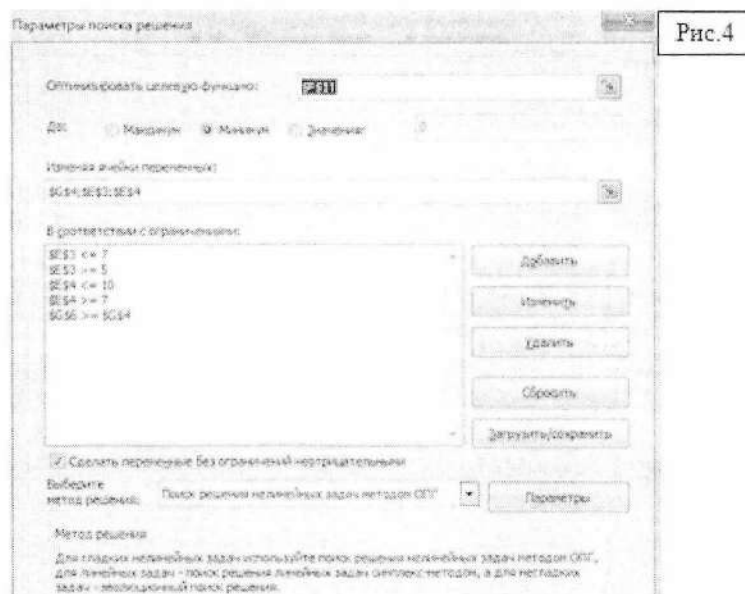 Параметры поиска решения
Рис.4
Оптимизировать целевую функцию:
До: Максимум Минимум Значения: 0
Изменяя ячейки переменных:
$G$4;$E$3;$E$4
В соответствии с ограничениями:
$E$3 <= 7
$E$3 >= 5
$E$4 <= 10
$E$4 >= 7
$G$6 >= $G$4
Добавить
Изменить
Удалить
Сбросить
Загрузить/сохранить
Сделать переменные без ограничений неотрицательными
Выберите
метод решения: Поиск решения нелинейных задач методом ОПГ Параметры
Метод решения
Для гладких нелинейных задач используйте поиск решения нелинейных задач методом ОПГ,
для линейных задач - поиск решения линейных задач симплекс-методом, а для негладких
задач - эволюционный поиск решения.